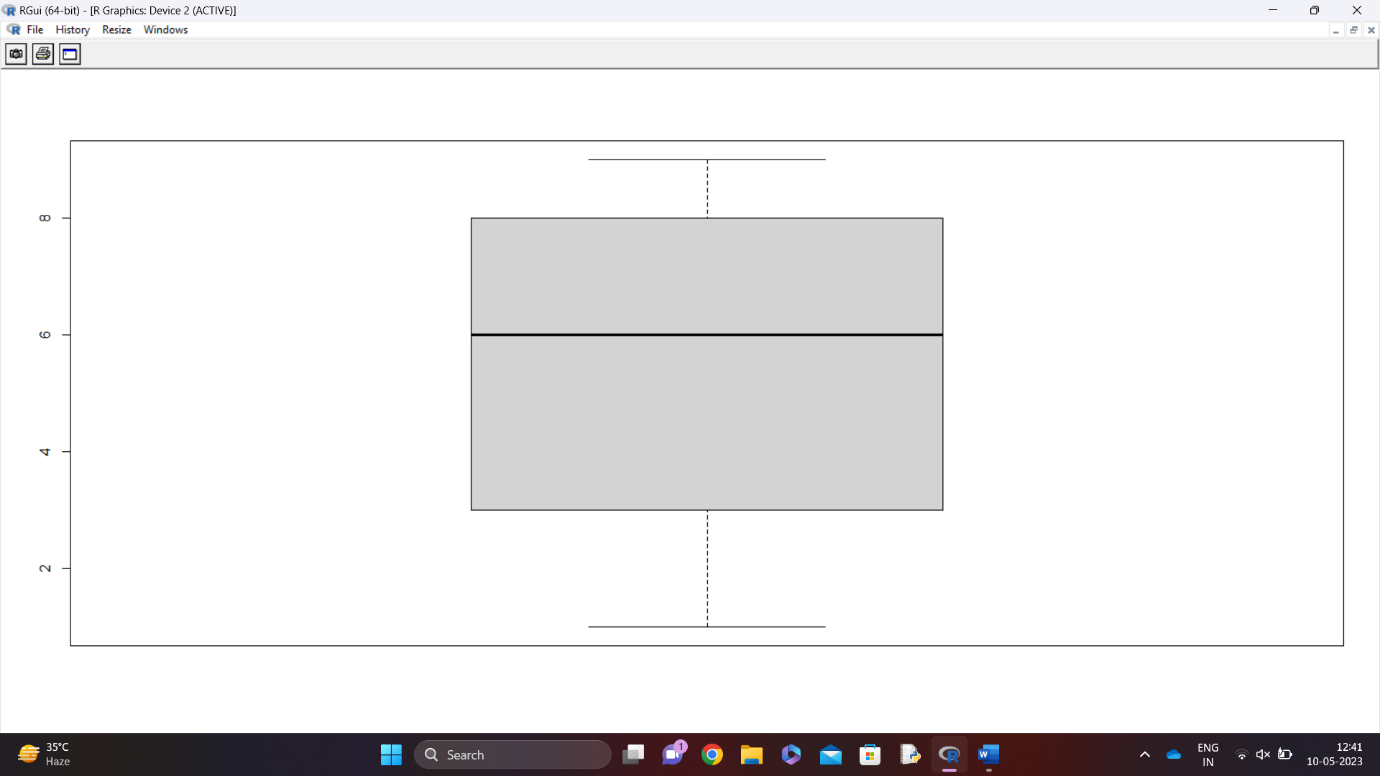 RGui (64-bit) - [R Graphics: Device 2 (ACTIVE)]
File History Resize Windows
8
6
4
2
35°C
Haze
Search
1
ENG
IN
12:41
10-05-2023